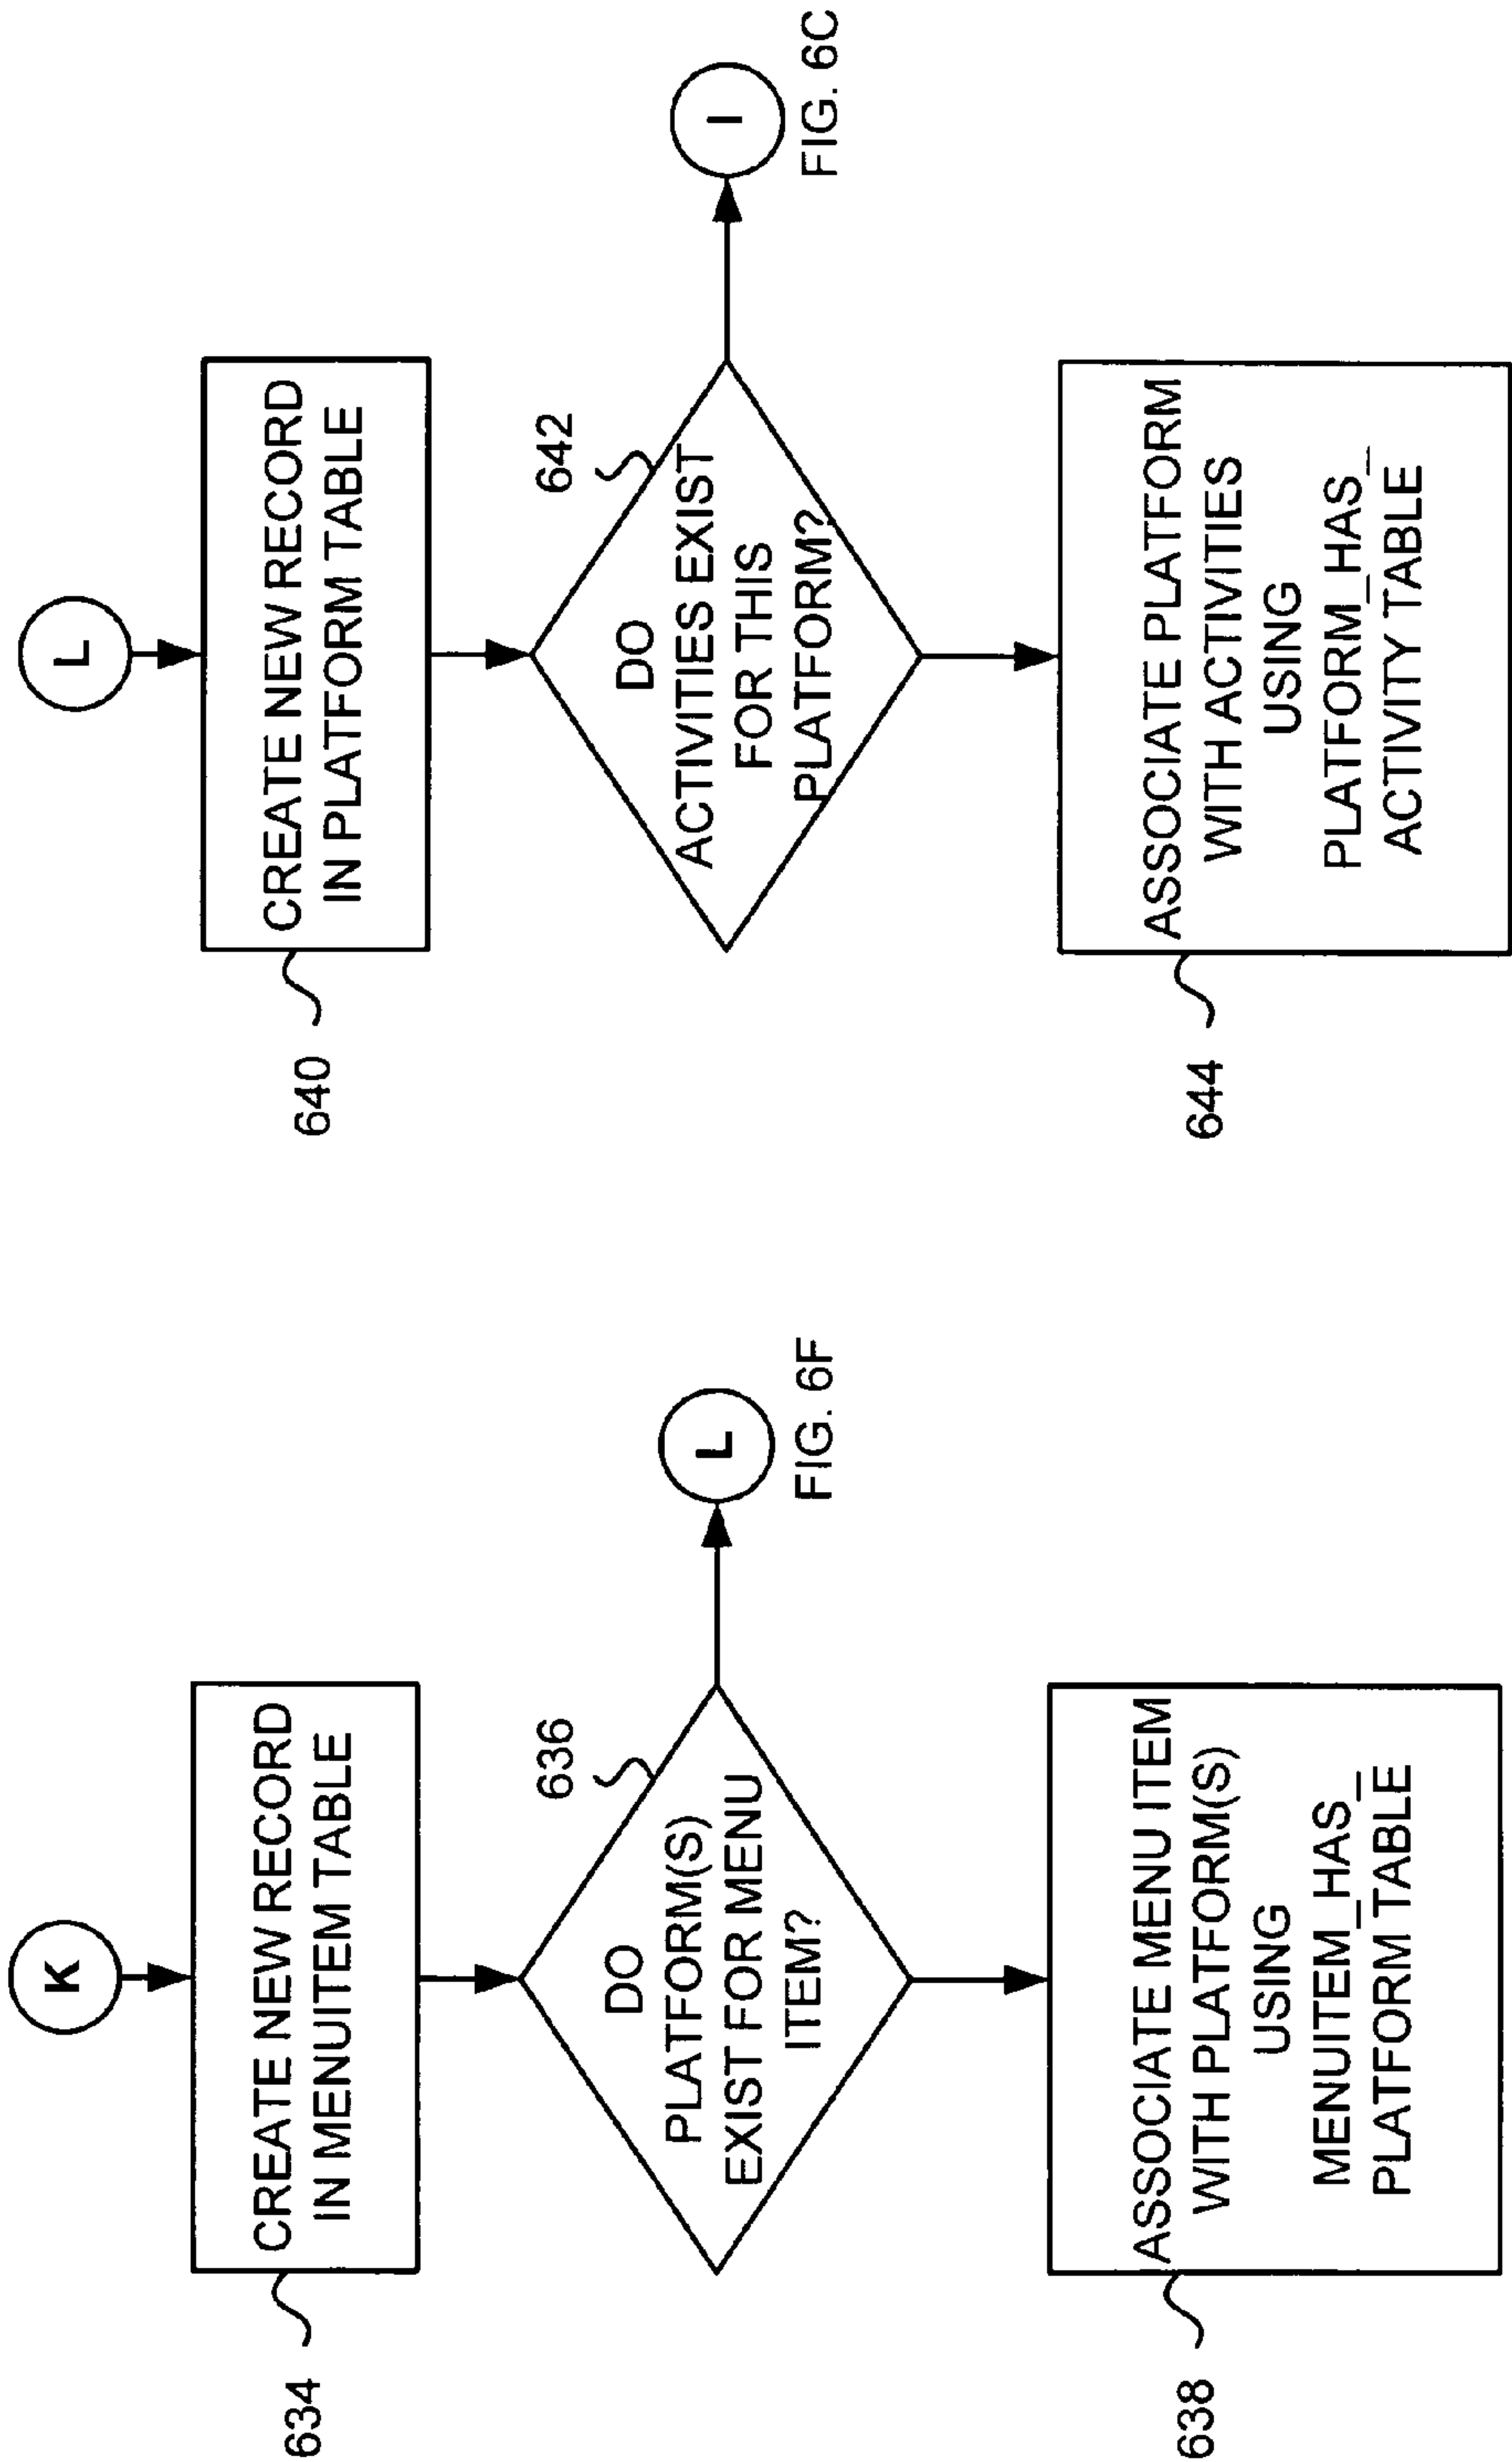 K
CREATE NEW RECORD
IN MENUITEM TABLE
634
DO
PLATFORM(S)
EXIST FOR MENU
ITEM?
636
L
FIG. 6F
ASSOCIATE MENU ITEM
WITH PLATFORM(S)
USING
MENUITEM_HAS_
PLATFORM TABLE
638
L
CREATE NEW RECORD
IN PLATFORM TABLE
640
DO
ACTIVITIES EXIST
FOR THIS
PLATFORM?
642
I
FIG. 6C
ASSOCIATE PLATFORM
WITH ACTIVITIES
USING
PLATFORM_HAS_
ACTIVITY TABLE
644